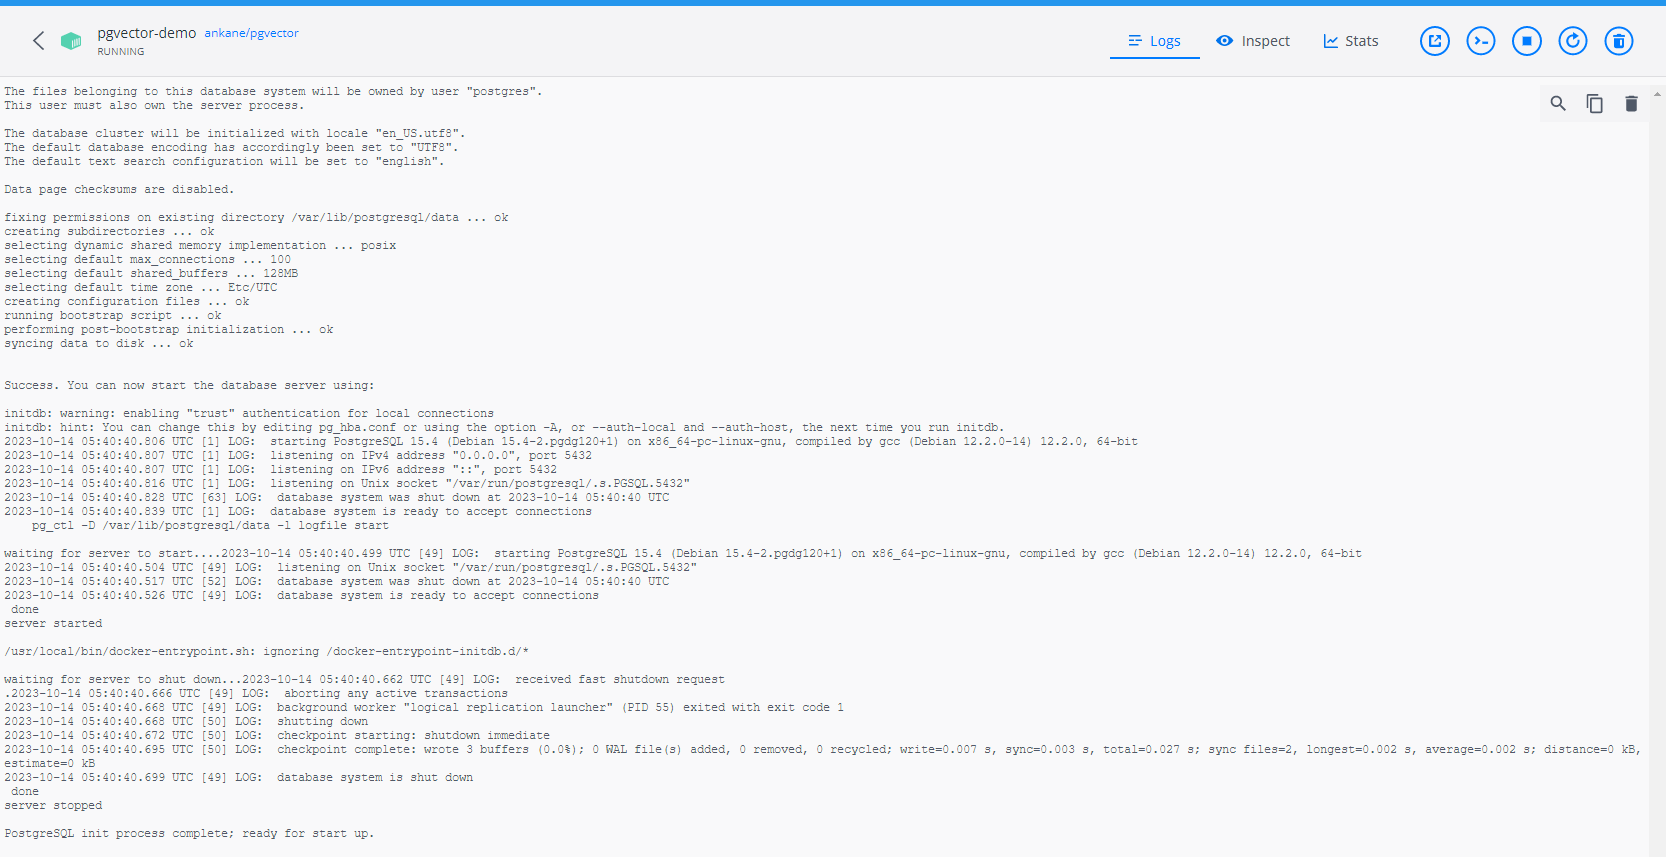 pgvector-demo ankane/pgvector
RUNNING
Logs
Inspect
Stats
The files belonging to this database system will be owned by user "postgres".
This user must also own the server process.
The database cluster will be initialized with locale "en_US.utf8".
The default database encoding has accordingly been set to "UTF8".
The default text search configuration will be set to "english".
Data page checksums are disabled.
fixing permissions on existing directory /var/lib/postgresql/data ... ok
creating subdirectories ... ok
selecting dynamic shared memory implementation ... posix
selecting default max_connections ... 100
selecting default shared_buffers ... 128MB
selecting default time zone ... Etc/UTC
creating configuration files ... ok
running bootstrap script ... ok
performing post-bootstrap initialization ... ok
syncing data to disk ... ok
Success. You can now start the database server using:
initdb: warning: enabling "trust" authentication for local connections
initdb: hint: You can change this by editing pg_hba.conf or using the option -A, or --auth-local and --auth-host, the next time you run initdb.
2023-10-14 05:40:40.806 UTC [1] LOG:  starting PostgreSQL 15.4 (Debian 15.4-2.pgdg120+1) on x86_64-pc-linux-gnu, compiled by gcc (Debian 12.2.0-14) 12.2.0, 64-bit
2023-10-14 05:40:40.807 UTC [1] LOG:  listening on IPv4 address "0.0.0.0", port 5432
2023-10-14 05:40:40.807 UTC [1] LOG:  listening on IPv6 address "::", port 5432
2023-10-14 05:40:40.816 UTC [1] LOG:  listening on Unix socket "/var/run/postgresql/.s.PGSQL.5432"
2023-10-14 05:40:40.828 UTC [63] LOG:  database system was shut down at 2023-10-14 05:40:40 UTC
2023-10-14 05:40:40.839 UTC [1] LOG:  database system is ready to accept connections
    pg_ctl -D /var/lib/postgresql/data -l logfile start
waiting for server to start....2023-10-14 05:40:40.499 UTC [49] LOG:  starting PostgreSQL 15.4 (Debian 15.4-2.pgdg120+1) on x86_64-pc-linux-gnu, compiled by gcc (Debian 12.2.0-14) 12.2.0, 64-bit
2023-10-14 05:40:40.504 UTC [49] LOG:  listening on Unix socket "/var/run/postgresql/.s.PGSQL.5432"
2023-10-14 05:40:40.517 UTC [52] LOG:  database system was shut down at 2023-10-14 05:40:40 UTC
2023-10-14 05:40:40.526 UTC [49] LOG:  database system is ready to accept connections
 done
server started
/usr/local/bin/docker-entrypoint.sh: ignoring /docker-entrypoint-initdb.d/*
waiting for server to shut down...2023-10-14 05:40:40.662 UTC [49] LOG:  received fast shutdown request
.2023-10-14 05:40:40.666 UTC [49] LOG:  aborting any active transactions
2023-10-14 05:40:40.668 UTC [49] LOG:  background worker "logical replication launcher" (PID 55) exited with exit code 1
2023-10-14 05:40:40.668 UTC [50] LOG:  shutting down
2023-10-14 05:40:40.672 UTC [50] LOG:  checkpoint starting: shutdown immediate
2023-10-14 05:40:40.695 UTC [50] LOG:  checkpoint complete: wrote 3 buffers (0.0%); 0 WAL file(s) added, 0 removed, 0 recycled; write=0.007 s, sync=0.003 s, total=0.027 s; sync files=2, longest=0.002 s, average=0.002 s; distance=0 kB,
estimate=0 kB
2023-10-14 05:40:40.699 UTC [49] LOG:  database system is shut down
 done
server stopped
PostgreSQL init process complete; ready for start up.